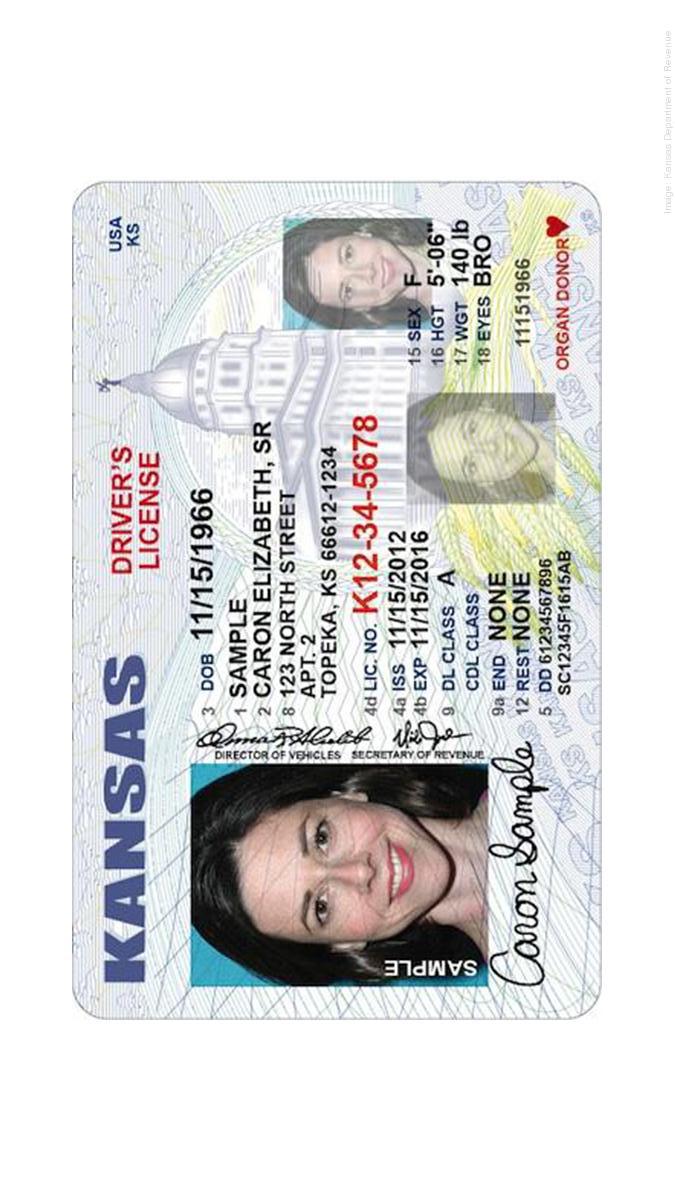 KANSAS
DRIVER'S
LICENSE
USA
KS
3 DOB 11/15/1966
1 SAMPLE
2 CARON ELIZABETH, SR
8 123 NORTH STREET
APT. 2
TOPEKA, KS 66612-1234
4d LIC. NO. K12-34-5678
4a ISS 11/15/2012
4b EXP 11/15/2016
9 DL CLASS A
CDL CLASS
9a END NONE
12 REST NONE
5 DD 61234567896
SC12345F1615AB
15 SEX F
16 HGT 5'-06"
17 WGT 140 lb
18 EYES BRO
11151966
ORGAN DONOR
DIRECTOR OF VEHICLES
SECRETARY OF REVENUE
SAMPLE
Caron Sample
Image: Kansas Department of Revenue